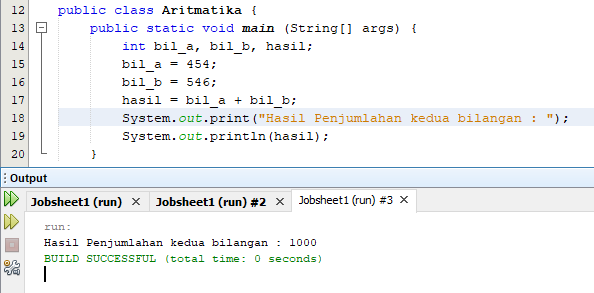 12 public class Aritmatika {
13 public static void main (String[] args) {
14 int bil_a, bil_b, hasil;
15 bil_a = 454;
16 bil_b = 546;
17 hasil = bil_a + bil_b;
18 System.out.print("Hasil Penjumlahan kedua bilangan : ");
19 System.out.println(hasil);
20 }
Output
Jobsheet1 (run) × Jobsheet1 (run) #2 × Jobsheet1 (run) #3 ×
run:
Hasil Penjumlahan kedua bilangan : 1000
BUILD SUCCESSFUL (total time: 0 seconds)